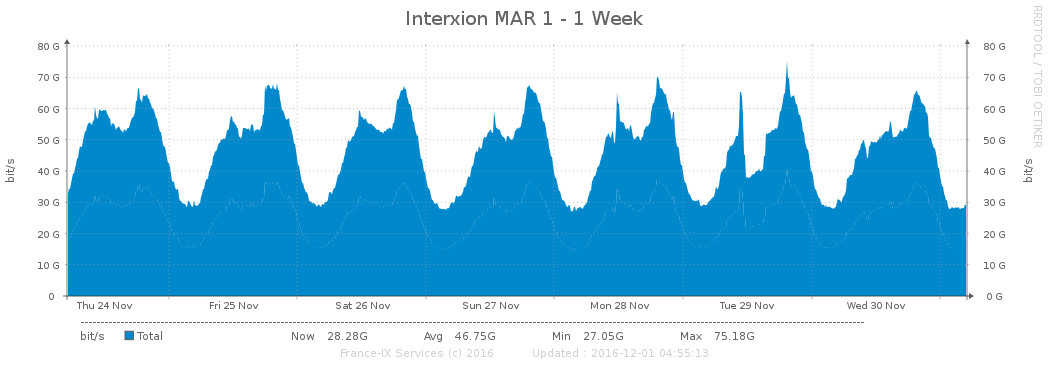 Interxion MAR 1 - 1 Week
RRDTOOL / TOBI OETIKER
80 G 80 G
70 G 70 G
60 G 60 G
50 G 50 G
40 G 40 G
30 G 30 G
20 G 20 G
10 G 10 G
0 0 G
bit/s bit/s
Thu 24 Nov Fri 25 Nov Sat 26 Nov Sun 27 Nov Mon 28 Nov Tue 29 Nov Wed 30 Nov
bit/s Total Now 28.28G Avg 46.75G Min 27.05G Max 75.18G
France-IX Services (c) 2016 Updated : 2016-12-01 04:55:13